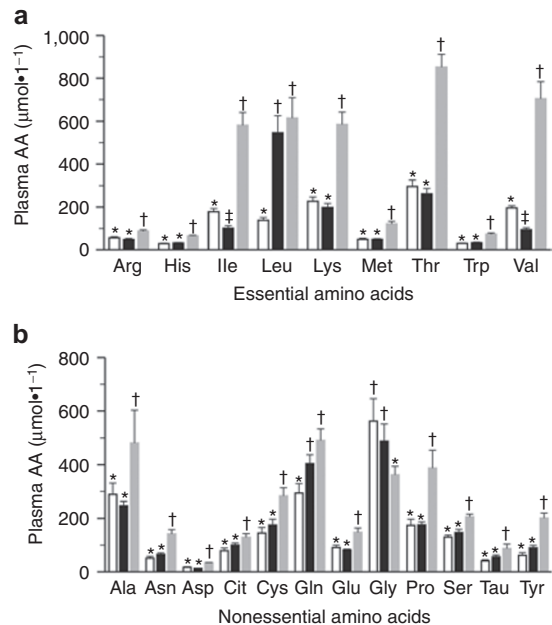 a
Plasma AA (µmol•1⁻¹)
1,000
800
600
400
200
0
* * † * * † * ‡ † * † † * * † * * † * * † * * † * ‡ †
Arg His Ile Leu Lys Met Thr Trp Val
Essential amino acids
b
Plasma AA (µmol•1⁻¹)
800
600
400
200
0
* * † * * † * * † * * † * * † * † † * * † † † * * * † * * † * * † * * †
Ala Asn Asp Cit Cys Gln Glu Gly Pro Ser Tau Tyr
Nonessential amino acids